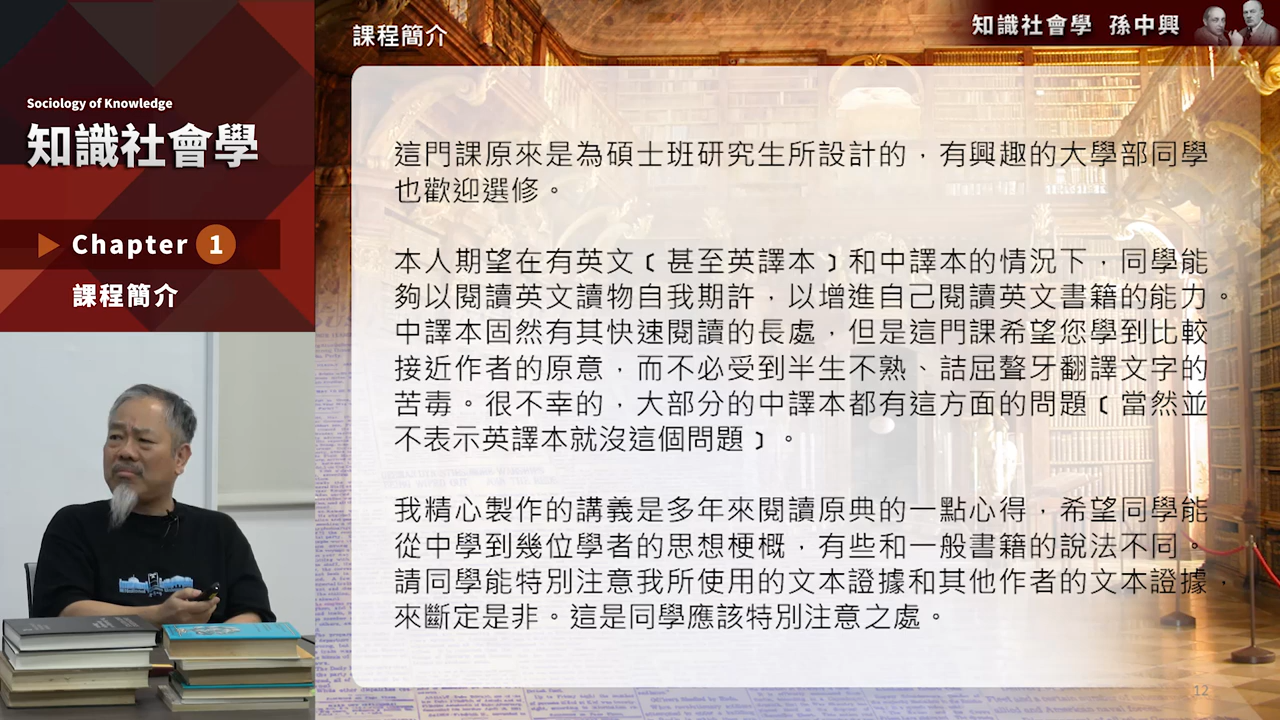 Sociology of Knowledge
知識社會學
Chapter 1
課程簡介
課程簡介
知識社會學 孫中興
這門課原來是為碩士班研究生所設計的，有興趣的大學部同學
也歡迎選修。
本人期望在有英文﹝甚至英譯本﹞和中譯本的情況下，同學能
夠以閱讀英文讀物自我期許，以增進自己閱讀英文書籍的能力。
中譯本固然有其快速閱讀的長處，但是這門課希望您學到比較
接近作者的原意，而不必受到半生不熟、詰屈聱牙翻譯文字的
苦毒。很不幸的，大部分的中譯本都有這方面的問題﹝當然並
不表示英譯本就沒這個問題﹞。
我精心製作的講義是多年來閱讀原典的一點心得，希望同學能
從中學到幾位學者的思想梗概，有些和一般書籍的說法不同。
請同學能特別注意我所使用的文本證據和其他作者的文本證據，
來斷定是非。這是同學應該特別注意之處。
12